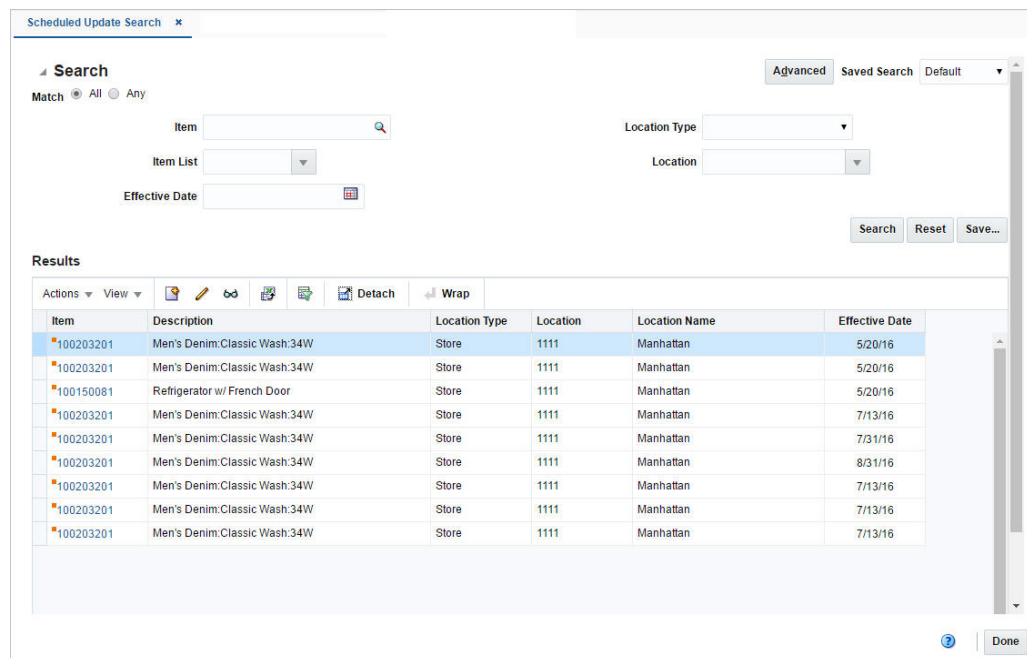 Scheduled Update Search ×
Search
Advanced Saved Search Default
Match All Any
Item Location Type
Item List Location
Effective Date
Search Reset Save...
Results
Actions View Detach Wrap
Item Description Location Type Location Location Name Effective Date
100203201 Men's Denim:Classic Wash:34W Store 1111 Manhattan 5/20/16
100203201 Men's Denim:Classic Wash:34W Store 1111 Manhattan 5/20/16
100150081 Refrigerator w/ French Door Store 1111 Manhattan 5/20/16
100203201 Men's Denim:Classic Wash:34W Store 1111 Manhattan 7/13/16
100203201 Men's Denim:Classic Wash:34W Store 1111 Manhattan 7/31/16
100203201 Men's Denim:Classic Wash:34W Store 1111 Manhattan 8/31/16
100203201 Men's Denim:Classic Wash:34W Store 1111 Manhattan 7/13/16
100203201 Men's Denim:Classic Wash:34W Store 1111 Manhattan 7/13/16
100203201 Men's Denim:Classic Wash:34W Store 1111 Manhattan 7/13/16
? Done